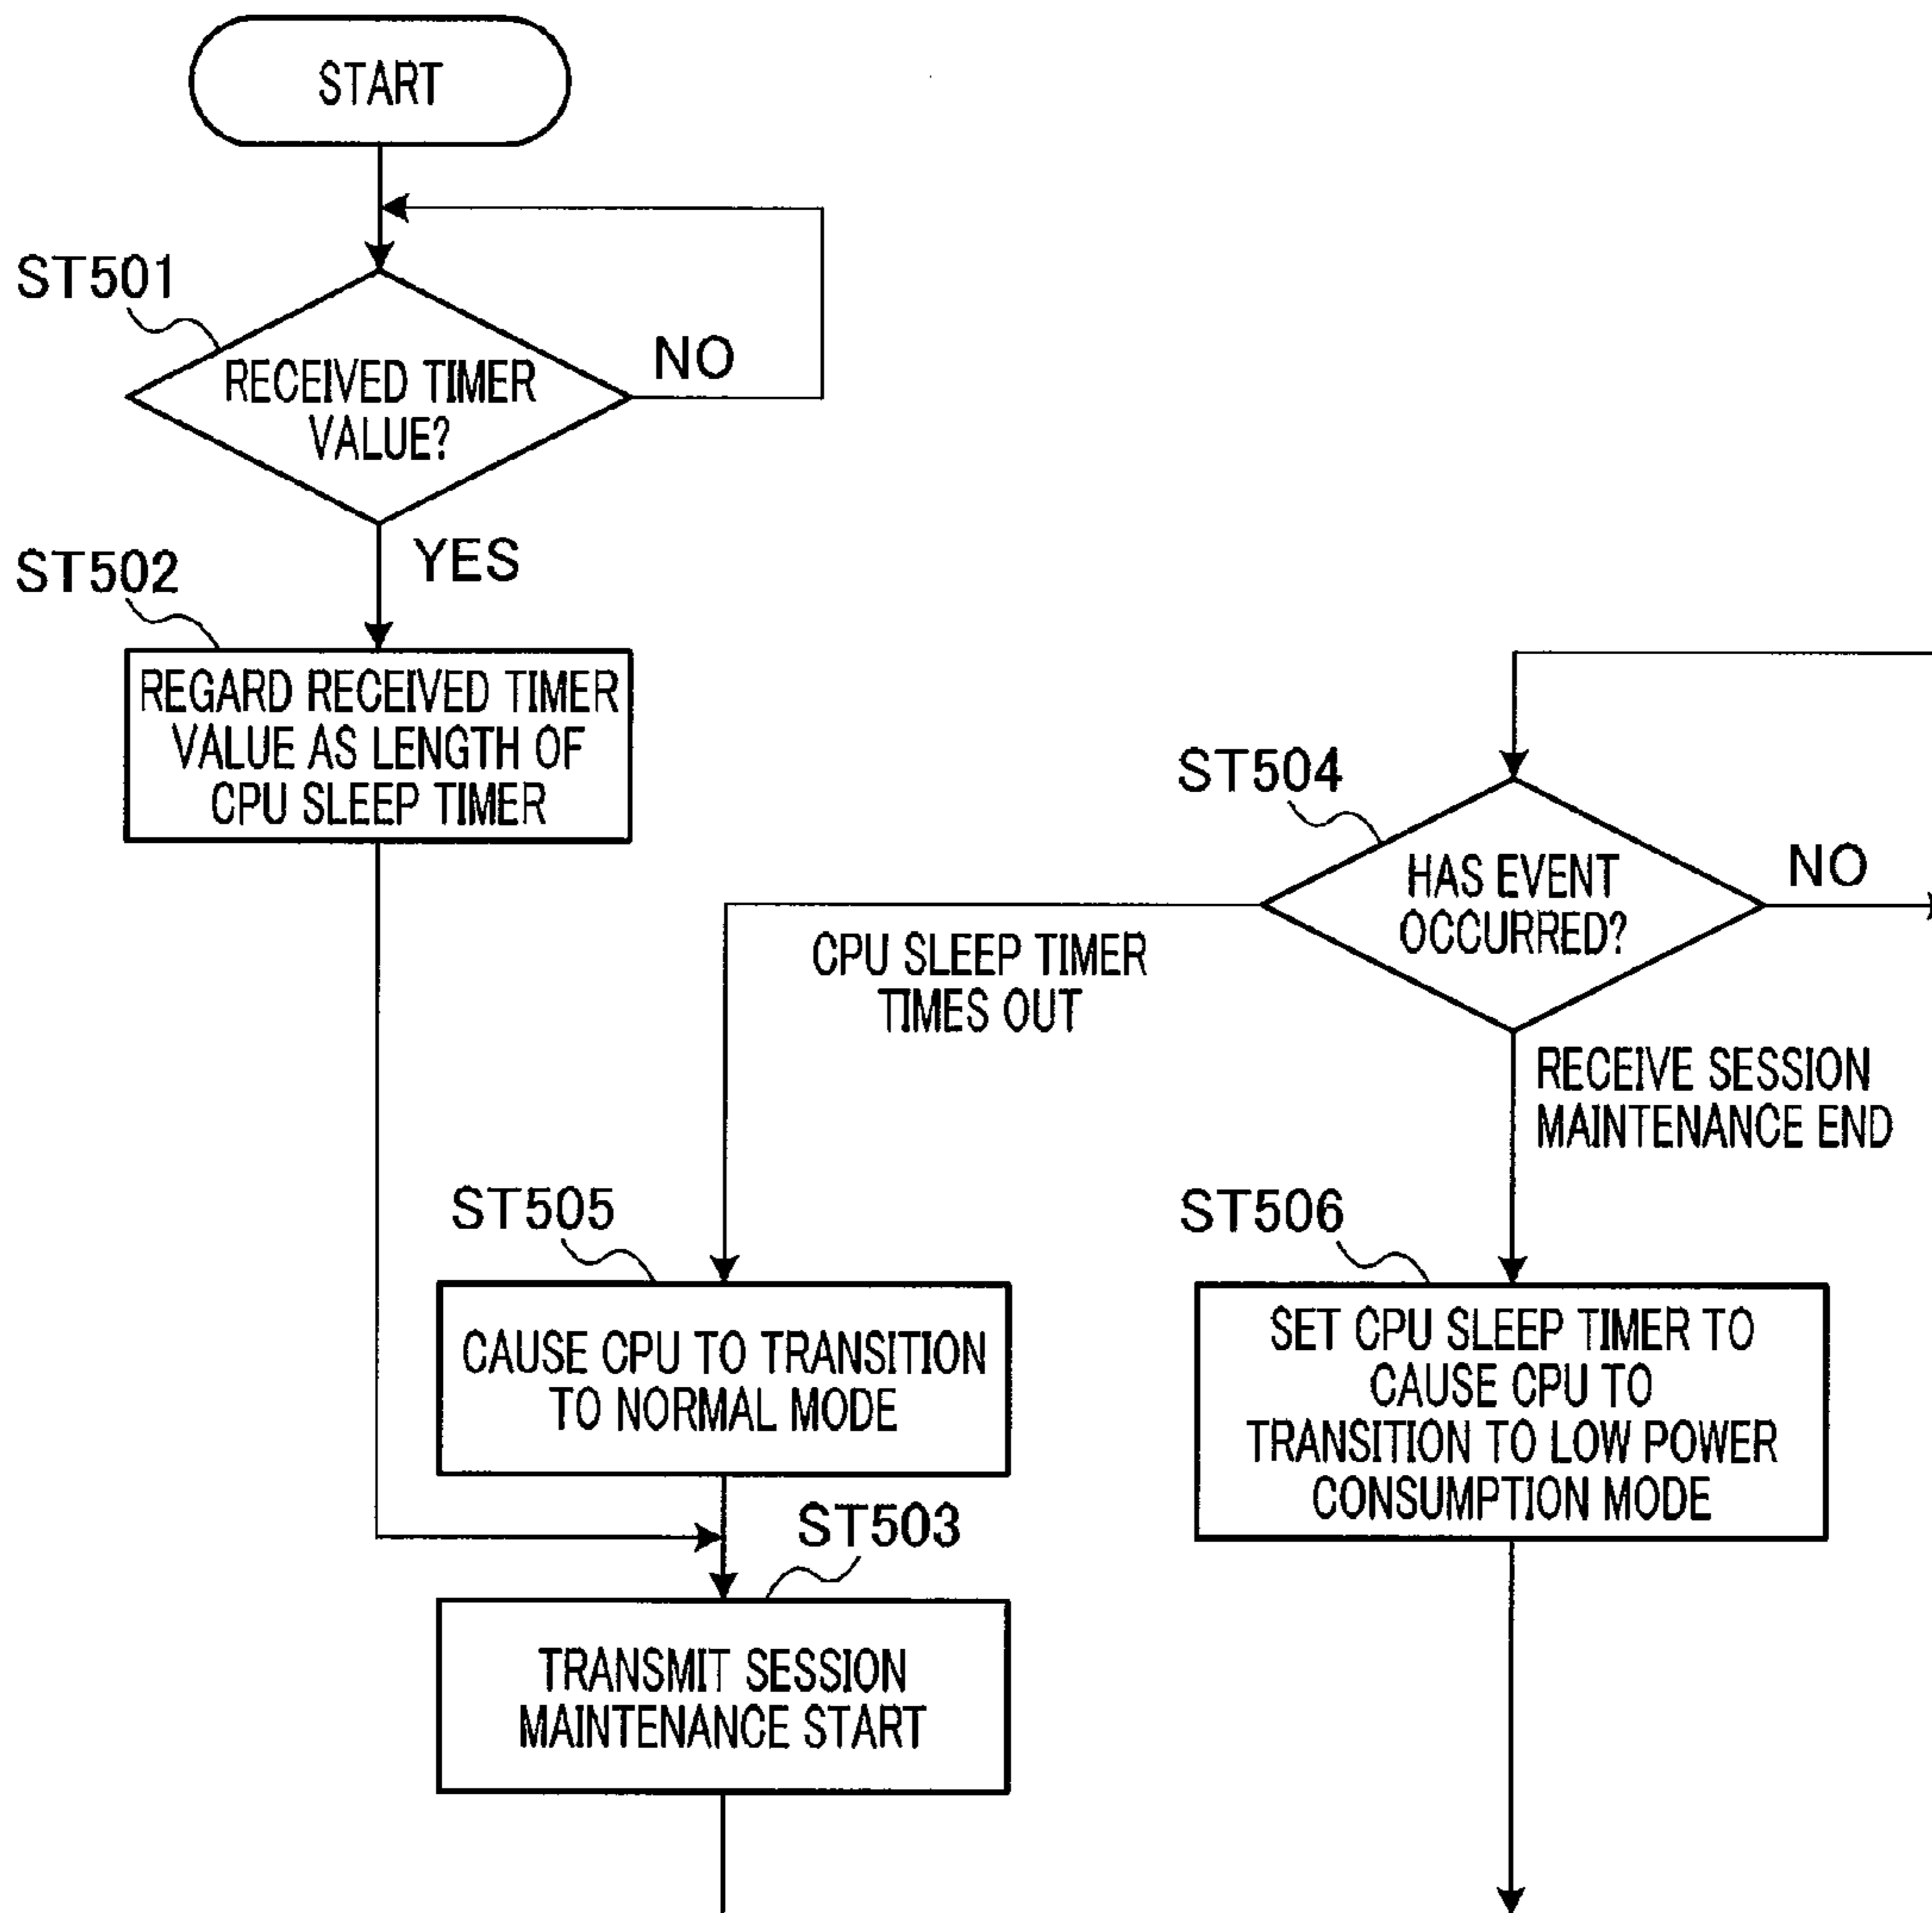 START
ST501
RECEIVED TIMER
VALUE?
NO
YES
ST502
REGARD RECEIVED TIMER
VALUE AS LENGTH OF
CPU SLEEP TIMER
ST504
HAS EVENT
OCCURRED?
NO
CPU SLEEP TIMER
TIMES OUT
RECEIVE SESSION
MAINTENANCE END
ST505
CAUSE CPU TO TRANSITION
TO NORMAL MODE
ST506
SET CPU SLEEP TIMER TO
CAUSE CPU TO
TRANSITION TO LOW POWER
CONSUMPTION MODE
ST503
TRANSMIT SESSION
MAINTENANCE START